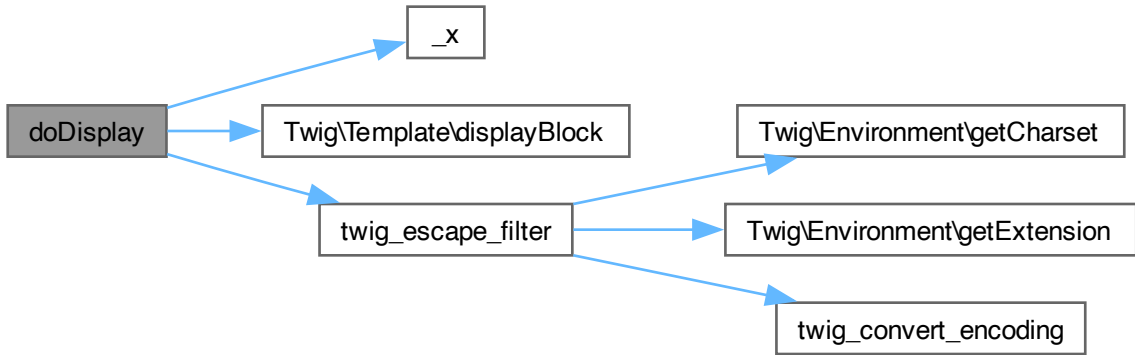 _x
doDisplay
Twig\Template\displayBlock
Twig\Environment\getCharset
twig_escape_filter
Twig\Environment\getExtension
twig_convert_encoding